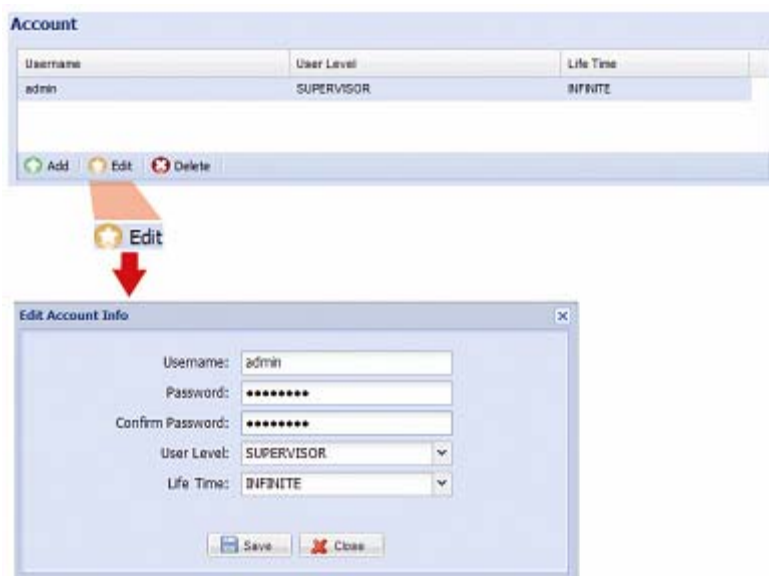 Account
Username User Level Life Time
admin SUPERVISOR INFINITE
Add Edit Delete
Edit
Edit Account Info
Username: admin
Password: ••••••••
Confirm Password: ••••••••
User Level: SUPERVISOR
Life Time: INFINITE
Save Close